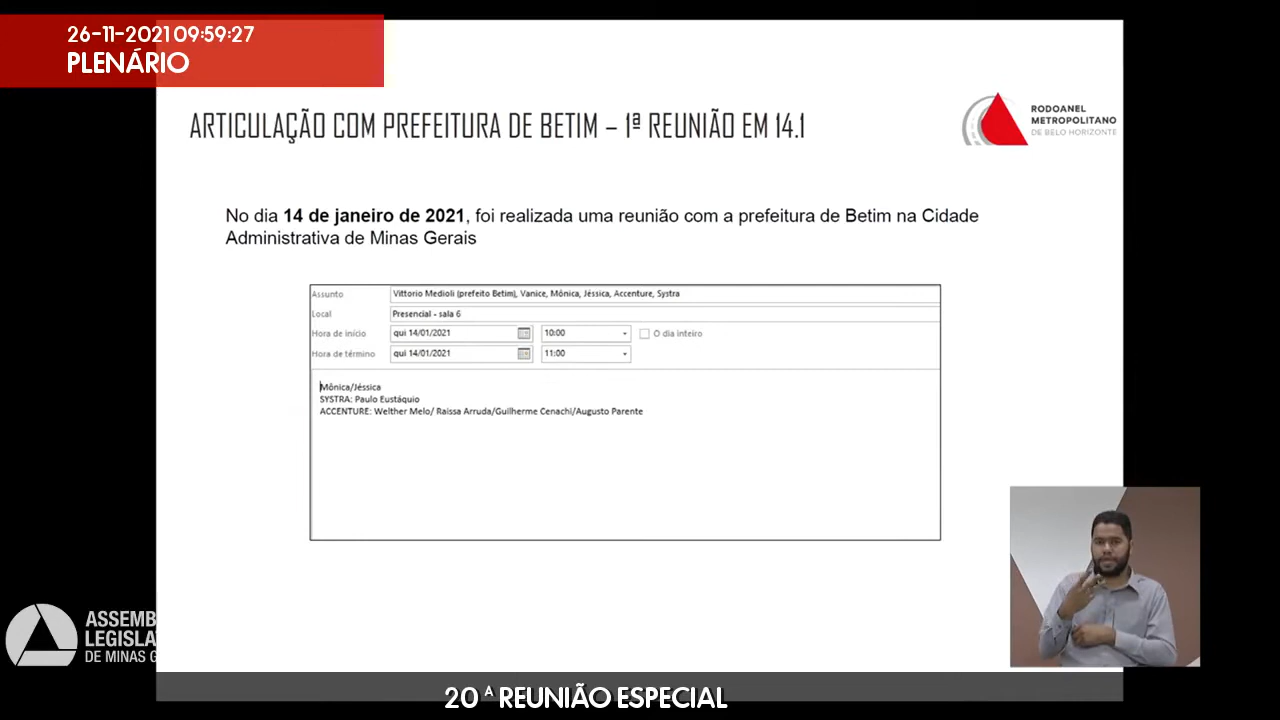 26-11-2021 09:59:27
PLENÁRIO
ARTICULAÇÃO COM PREFEITURA DE BETIM – 1ª REUNIÃO EM 14.1
RODOANEL
METROPOLITANO
DE BELO HORIZONTE
No dia 14 de janeiro de 2021, foi realizada uma reunião com a prefeitura de Betim na Cidade
Administrativa de Minas Gerais
Assunto Vittorio Medioli (prefeito Betim), Vanice, Mônica, Jéssica, Accenture, Systra
Local Presencial - sala 6
Hora de início qui 14/01/2021 10:00 O dia inteiro
Hora de término qui 14/01/2021 11:00
Mônica/Jéssica
SYSTRA: Paulo Eustáquio
ACCENTURE: Welther Melo/ Raissa Arruda/Guilherme Cenachi/Augusto Parente
ASSEMB
LEGISLA
DE MINAS G
20ª REUNIÃO ESPECIAL